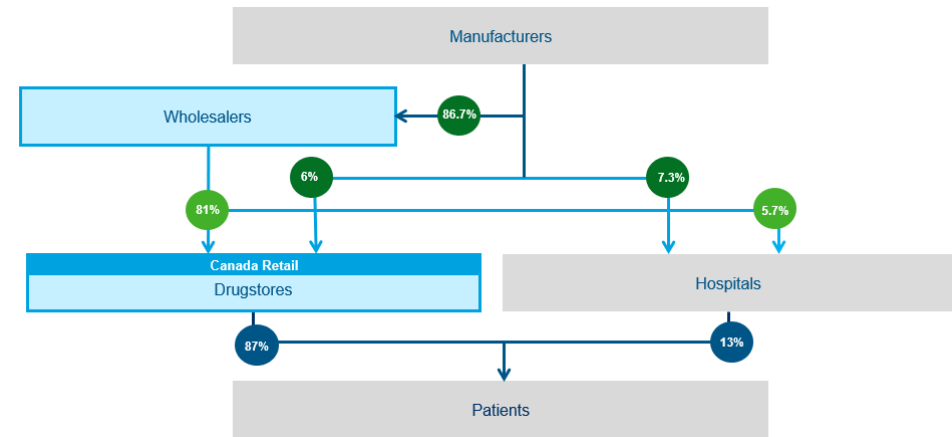 Manufacturers
86.7%
Wholesalers
6%
7.3%
81%
5.7%
Canada Retail
Drugstores
Hospitals
87%
13%
Patients